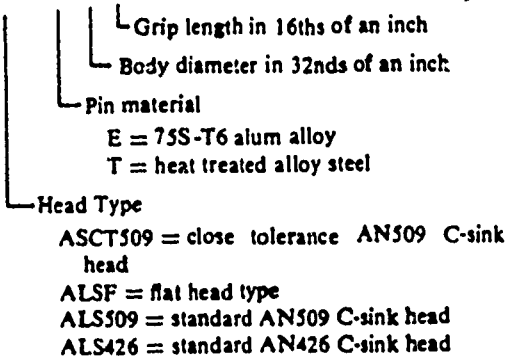 Grip length in 16ths of an inch
Body diameter in 32nds of an inch
Pin material
E = 75S-T6 alum alloy
T = heat treated alloy steel
Head Type
ASCT509 = close tolerance AN509 C-sink
head
ALSF = flat head type
ALS509 = standard AN509 C-sink head
ALS426 = standard AN426 C-sink head